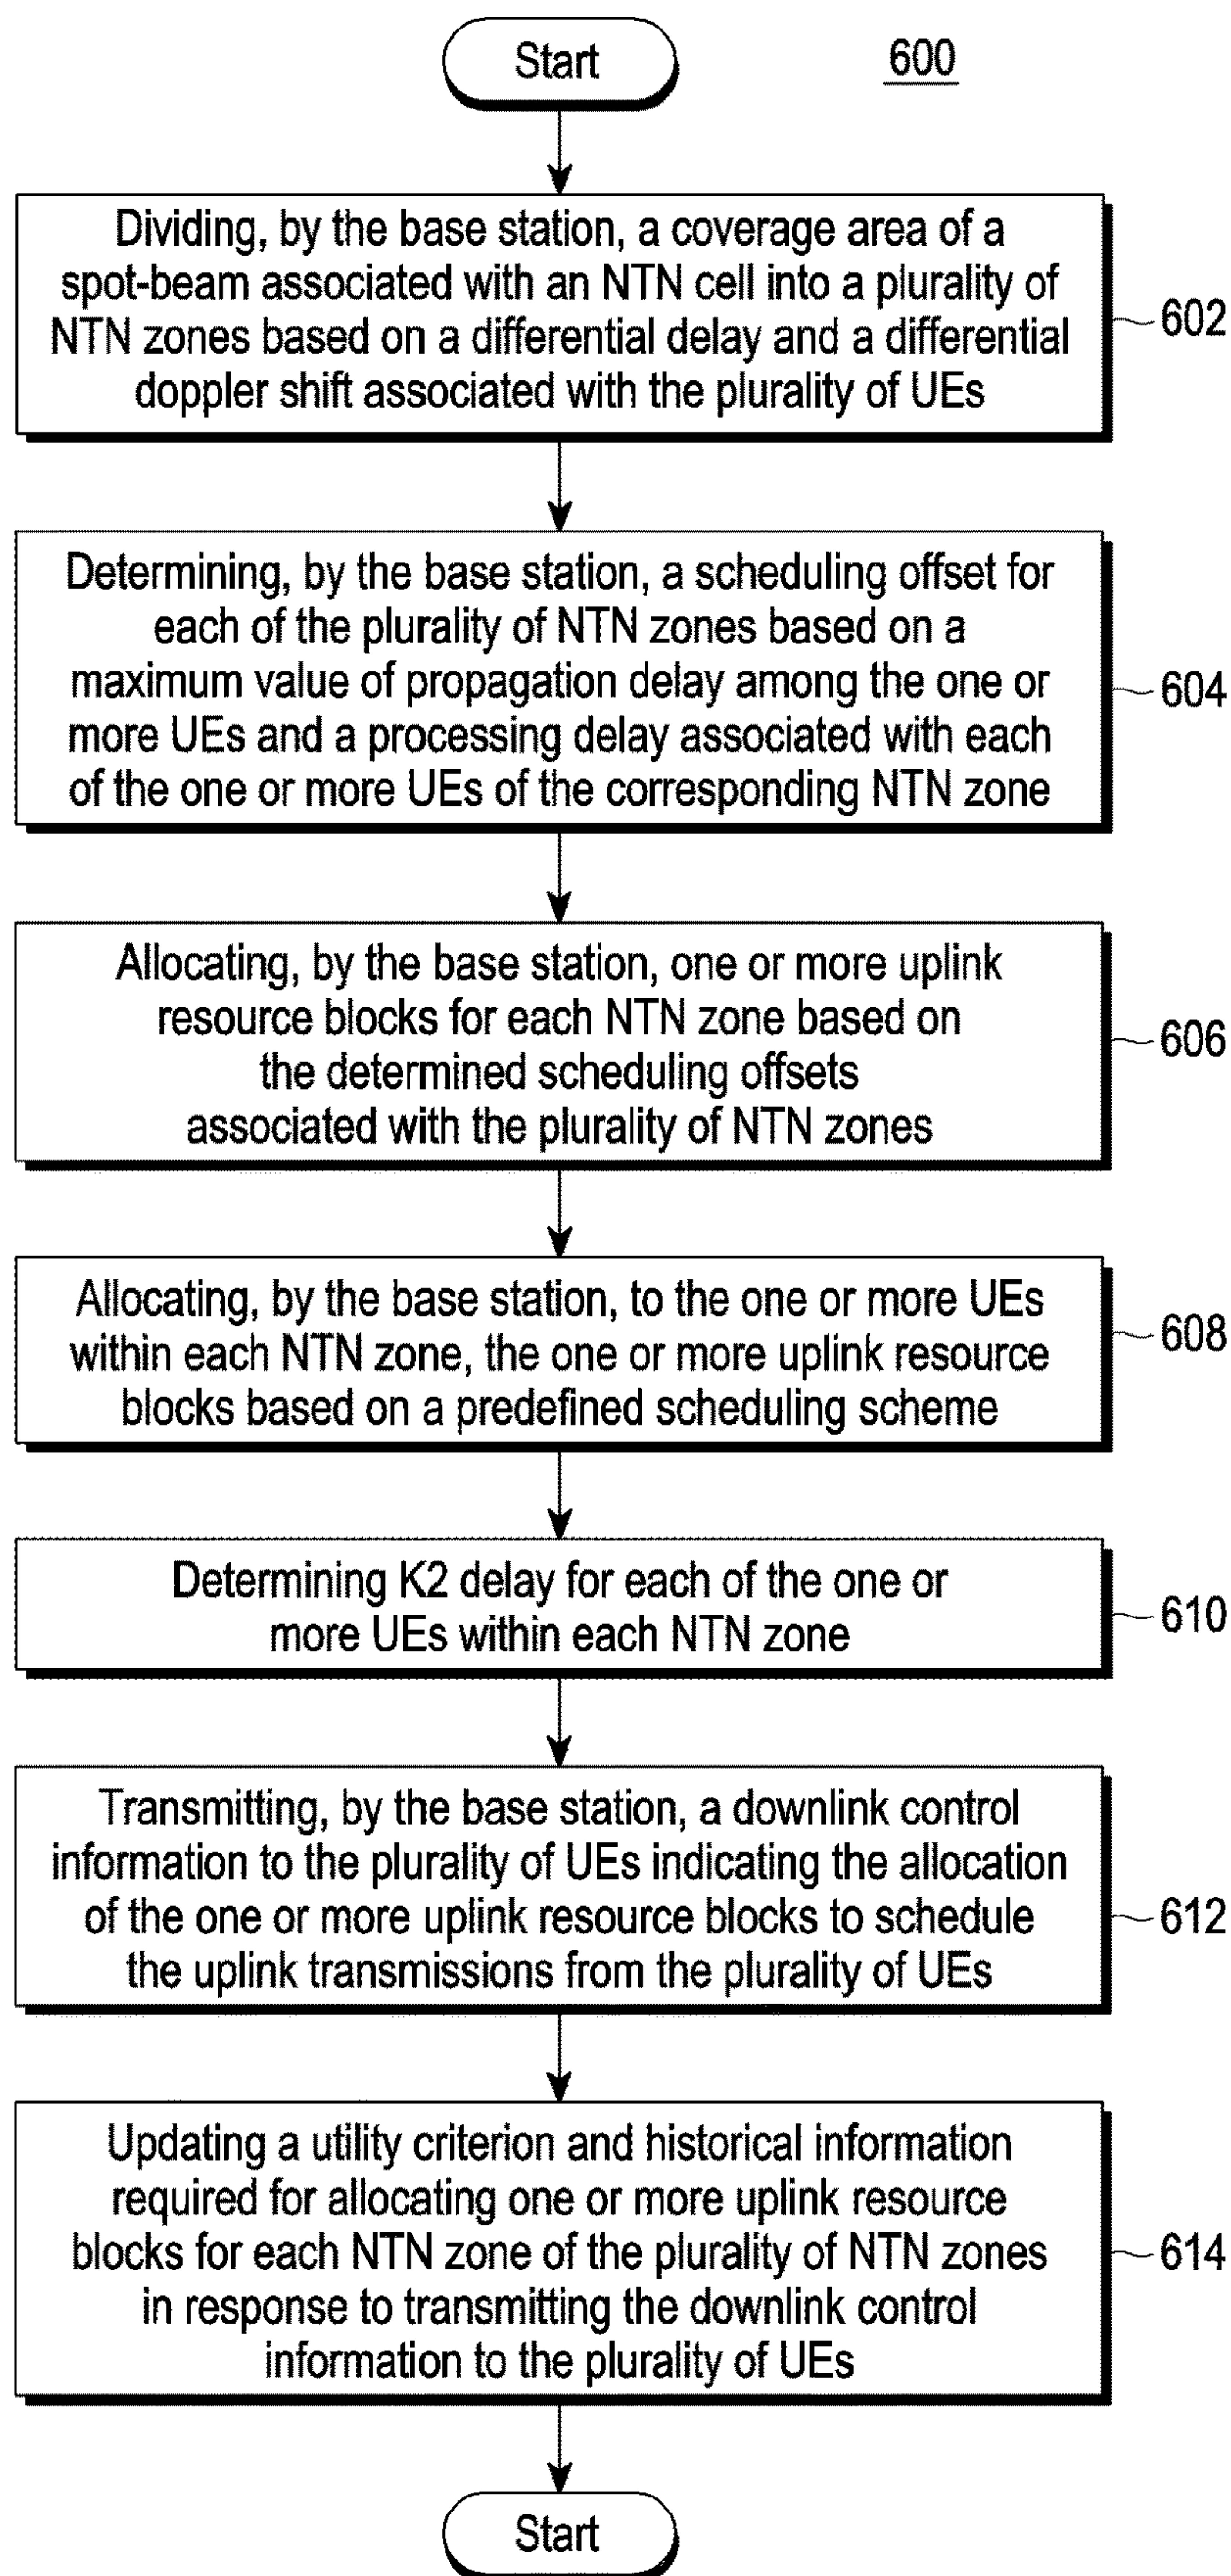 Start
600
Dividing, by the base station, a coverage area of a
spot-beam associated with an NTN cell into a plurality of
NTN zones based on a differential delay and a differential
doppler shift associated with the plurality of UEs
602
Determining, by the base station, a scheduling offset for
each of the plurality of NTN zones based on a
maximum value of propagation delay among the one or
more UEs and a processing delay associated with each
of the one or more UEs of the corresponding NTN zone
604
Allocating, by the base station, one or more uplink
resource blocks for each NTN zone based on
the determined scheduling offsets
associated with the plurality of NTN zones
606
Allocating, by the base station, to the one or more UEs
within each NTN zone, the one or more uplink resource
blocks based on a predefined scheduling scheme
608
Determining K2 delay for each of the one or
more UEs within each NTN zone
610
Transmitting, by the base station, a downlink control
information to the plurality of UEs indicating the allocation
of the one or more uplink resource blocks to schedule
the uplink transmissions from the plurality of UEs
612
Updating a utility criterion and historical information
required for allocating one or more uplink resource
blocks for each NTN zone of the plurality of NTN zones
in response to transmitting the downlink control
information to the plurality of UEs
614
Start